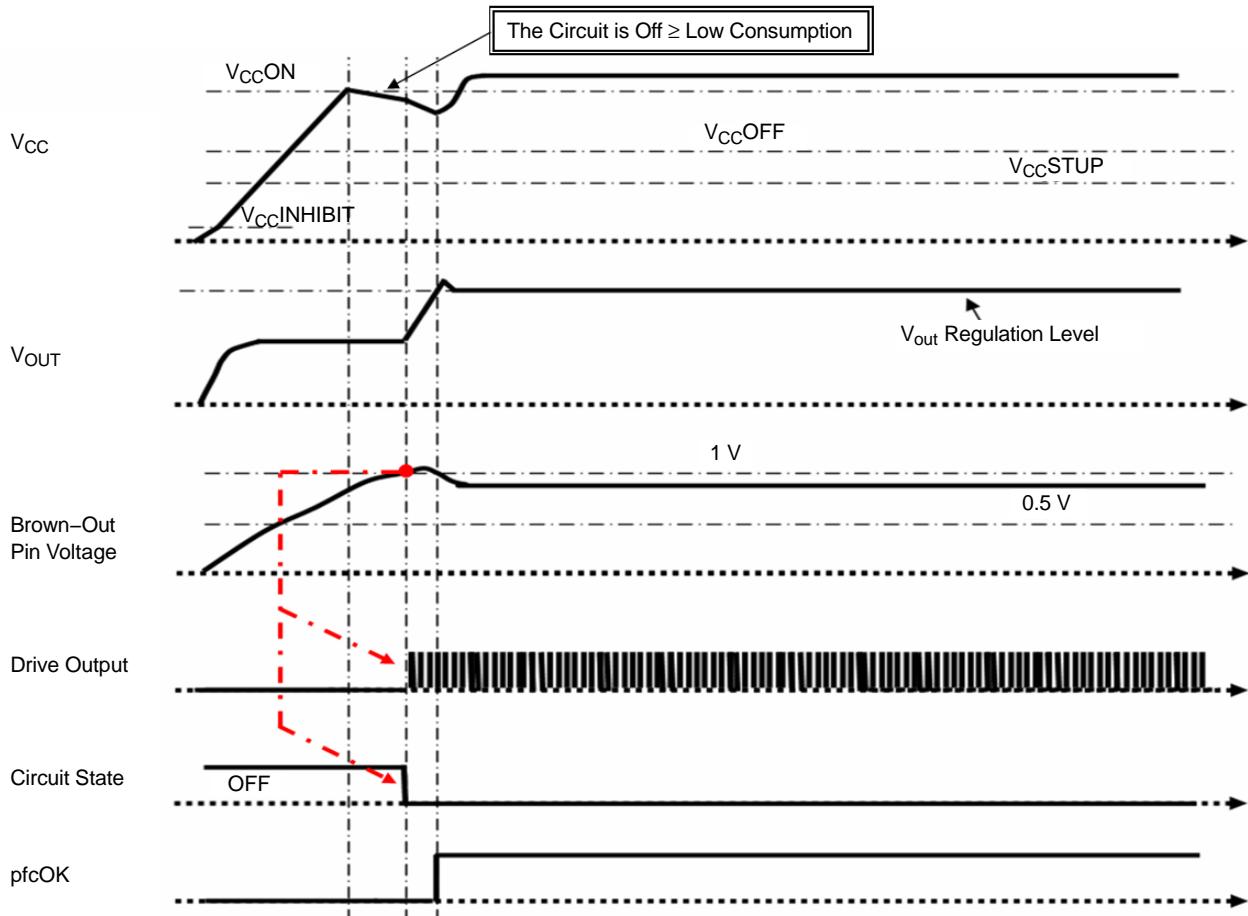 The Circuit is Off ≥ Low Consumption
VCCON
VCC
VCCOFF
VCCSTUP
VCCINHIBIT
Vout Regulation Level
VOUT
1 V
0.5 V
Brown−Out
Pin Voltage
Drive Output
Circuit State
OFF
pfcOK